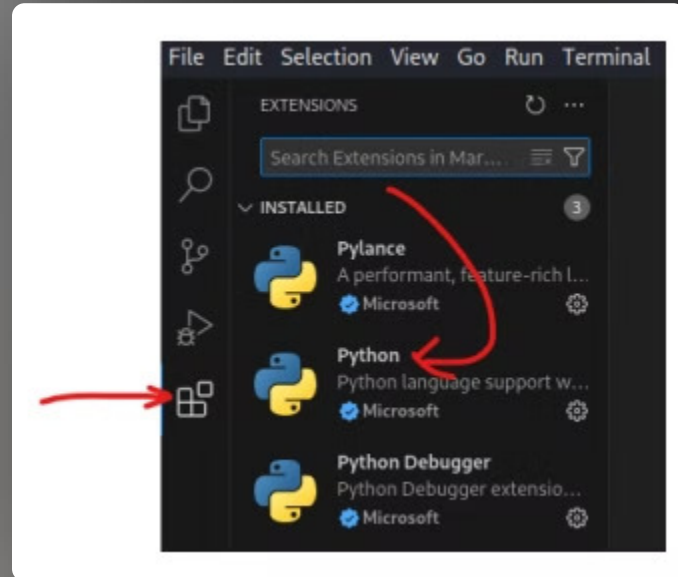 File Edit Selection View Go Run Terminal
EXTENSIONS
Search Extensions in Mar...
INSTALLED 3
Pylance
A performant, feature-rich l...
Microsoft
Python
Python language support w...
Microsoft
Python Debugger
Python Debugger extensio...
Microsoft